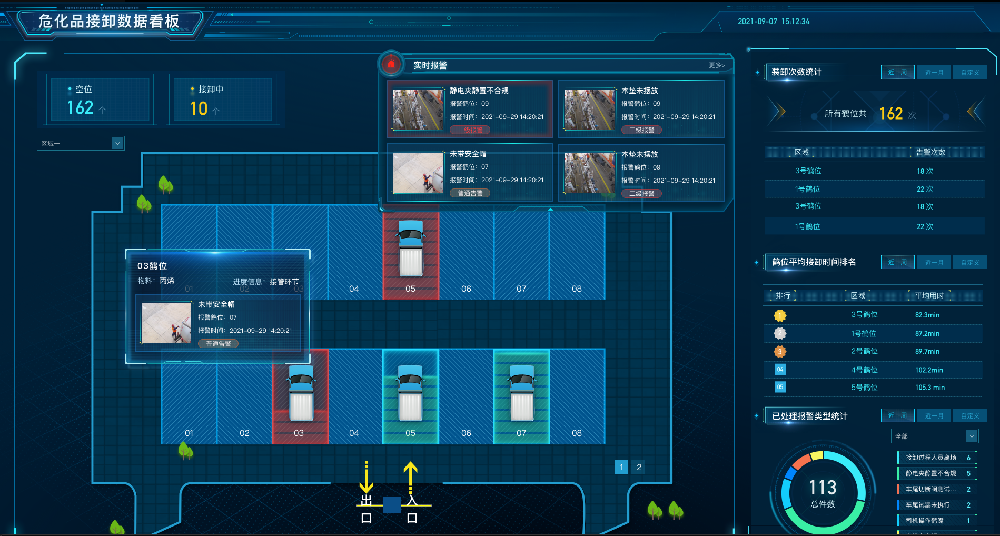 危化品接卸数据看板
2021-09-07 15:12:34
空位
162 个
接卸中
10 个
区域一
实时报警
更多>
静电夹静置不合规
报警鹤位：09
报警时间：2021-09-29 14:20:21
一级报警
木垫未摆放
报警鹤位：09
报警时间：2021-09-29 14:20:21
二级报警
未带安全帽
报警鹤位：07
报警时间：2021-09-29 14:20:21
普通告警
木垫未摆放
报警鹤位：09
报警时间：2021-09-29 14:20:21
二级报警
01
02
03
04
05
06
07
08
03鹤位
物料：丙烯
进度信息：接管环节
未带安全帽
报警鹤位：07
报警时间：2021-09-29 14:20:21
普通告警
01
02
03
04
05
06
07
08
1
2
出口
入口
装卸次数统计
近一周
近一月
自定义
所有鹤位共 162 次
区域 告警次数
3号鹤位 18 次
1号鹤位 22 次
3号鹤位 18 次
1号鹤位 22 次
鹤位平均接卸时间排名
近一周
近一月
自定义
排行 区域 平均用时
1 3号鹤位 82.3min
2 1号鹤位 87.2min
3 2号鹤位 89.7min
04 4号鹤位 102.2min
05 5号鹤位 105.3 min
已处理报警类型统计
近一周
近一月
自定义
全部
113
总件数
接卸过程人员离场 6
静电夹静置不合规 5
车尾切断阀测试... 2
车尾试漏未执行 2
司机操作鹤嘴 1